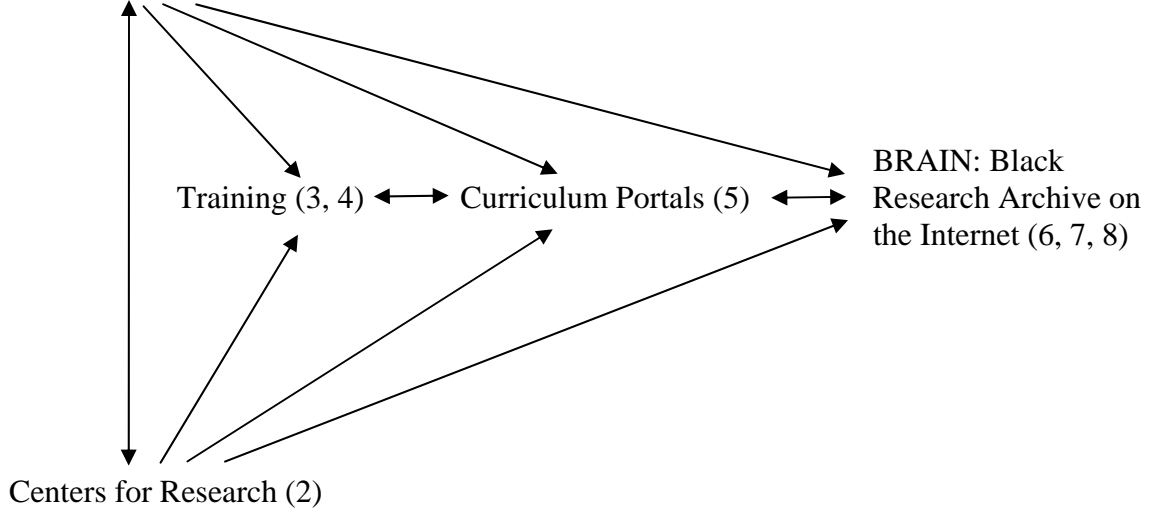 Training (3, 4)
Curriculum Portals (5)
BRAIN: Black
Research Archive on
the Internet (6, 7, 8)
Centers for Research (2)